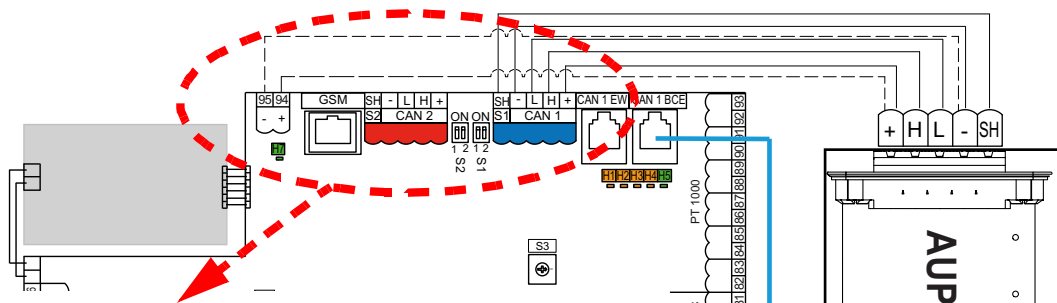 95 94
- +
GSM
SH - L H +
S2 CAN 2
ON ON
1 2 1 2
S2 S1
SH - L H +
S1 CAN 1
CAN 1 EW
CAN 1 BCE
H7
H1 H2 H3 H4 H5
PT 1000
93
92
91
90
89
88
87
86
85
84
83
82
S3
+ H L - SH
AUP